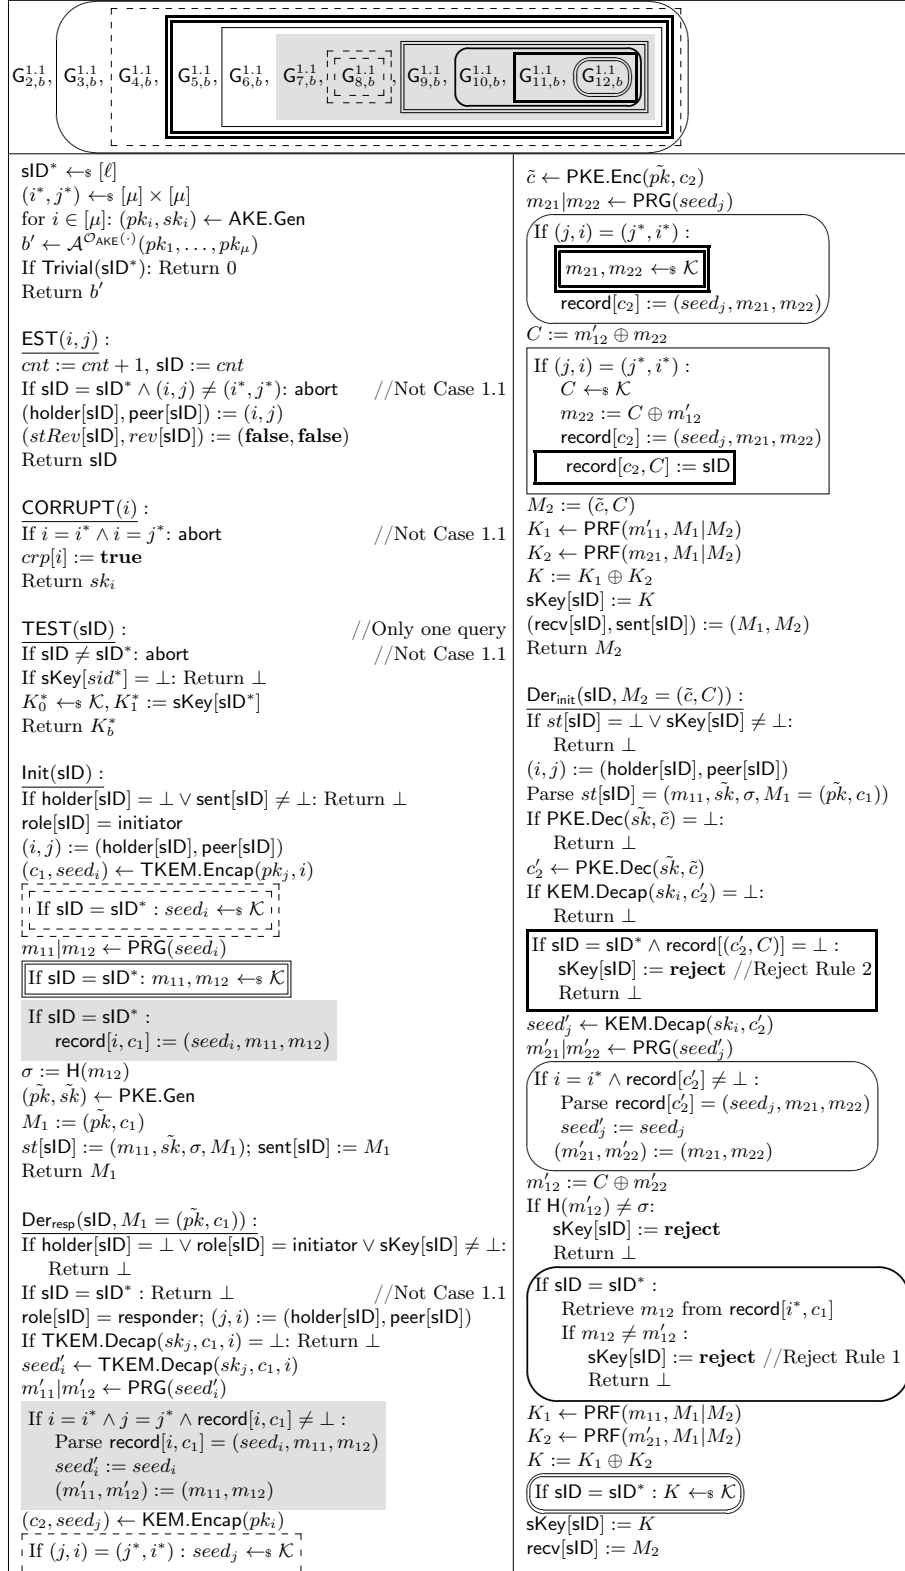 G^{1.1}_{2,b}, G^{1.1}_{3,b}, G^{1.1}_{4,b}, G^{1.1}_{5,b}, G^{1.1}_{6,b}, G^{1.1}_{7,b}, G^{1.1}_{8,b}, G^{1.1}_{9,b}, G^{1.1}_{10,b}, G^{1.1}_{11,b}, G^{1.1}_{12,b}
sID* ←$ [ℓ]
(i*, j*) ←$ [μ] × [μ]
for i ∈ [μ]: (pk_i, sk_i) ← AKE.Gen
b′ ← 𝒜^{𝒪_AKE(·)}(pk_1, . . . , pk_μ)
If Trivial(sID*): Return 0
Return b′
EST(i, j) :
cnt := cnt + 1, sID := cnt
If sID = sID* ∧ (i, j) ≠ (i*, j*): abort //Not Case 1.1
(holder[sID], peer[sID]) := (i, j)
(stRev[sID], rev[sID]) := (false, false)
Return sID
CORRUPT(i) :
If i = i* ∧ i = j*: abort //Not Case 1.1
crp[i] := true
Return sk_i
TEST(sID) : //Only one query
If sID ≠ sID*: abort //Not Case 1.1
If sKey[sid*] = ⊥: Return ⊥
K*_0 ←$ 𝒦, K*_1 := sKey[sID*]
Return K*_b
Init(sID) :
If holder[sID] = ⊥ ∨ sent[sID] ≠ ⊥: Return ⊥
role[sID] = initiator
(i, j) := (holder[sID], peer[sID])
(c_1, seed_i) ← TKEM.Encap(pk_j, i)
If sID = sID* : seed_i ←$ 𝒦
m_11|m_12 ← PRG(seed_i)
If sID = sID*: m_11, m_12 ←$ 𝒦
If sID = sID* :
record[i, c_1] := (seed_i, m_11, m_12)
σ := H(m_12)
(p̃k, s̃k) ← PKE.Gen
M_1 := (p̃k, c_1)
st[sID] := (m_11, s̃k, σ, M_1); sent[sID] := M_1
Return M_1
Der_resp(sID, M_1 = (p̃k, c_1)) :
If holder[sID] = ⊥ ∨ role[sID] = initiator ∨ sKey[sID] ≠ ⊥:
Return ⊥
If sID = sID* : Return ⊥ //Not Case 1.1
role[sID] = responder; (j, i) := (holder[sID], peer[sID])
If TKEM.Decap(sk_j, c_1, i) = ⊥: Return ⊥
seed′_i ← TKEM.Decap(sk_j, c_1, i)
m′_11|m′_12 ← PRG(seed′_i)
If i = i* ∧ j = j* ∧ record[i, c_1] ≠ ⊥ :
Parse record[i, c_1] = (seed_i, m_11, m_12)
seed′_i := seed_i
(m′_11, m′_12) := (m_11, m_12)
(c_2, seed_j) ← KEM.Encap(pk_i)
If (j, i) = (j*, i*) : seed_j ←$ 𝒦
c̃ ← PKE.Enc(p̃k, c_2)
m_21|m_22 ← PRG(seed_j)
If (j, i) = (j*, i*) :
m_21, m_22 ←$ 𝒦
record[c_2] := (seed_j, m_21, m_22)
C := m′_12 ⊕ m_22
If (j, i) = (j*, i*) :
C ←$ 𝒦
m_22 := C ⊕ m′_12
record[c_2] := (seed_j, m_21, m_22)
record[c_2, C] := sID
M_2 := (c̃, C)
K_1 ← PRF(m′_11, M_1|M_2)
K_2 ← PRF(m_21, M_1|M_2)
K := K_1 ⊕ K_2
sKey[sID] := K
(recv[sID], sent[sID]) := (M_1, M_2)
Return M_2
Der_init(sID, M_2 = (c̃, C)) :
If st[sID] = ⊥ ∨ sKey[sID] ≠ ⊥:
Return ⊥
(i, j) := (holder[sID], peer[sID])
Parse st[sID] = (m_11, s̃k, σ, M_1 = (p̃k, c_1))
If PKE.Dec(s̃k, c̃) = ⊥:
Return ⊥
c′_2 ← PKE.Dec(s̃k, c̃)
If KEM.Decap(sk_i, c′_2) = ⊥:
Return ⊥
If sID = sID* ∧ record[(c′_2, C)] = ⊥ :
sKey[sID] := reject //Reject Rule 2
Return ⊥
seed′_j ← KEM.Decap(sk_i, c′_2)
m′_21|m′_22 ← PRG(seed′_j)
If i = i* ∧ record[c′_2] ≠ ⊥ :
Parse record[c′_2] = (seed_j, m_21, m_22)
seed′_j := seed_j
(m′_21, m′_22) := (m_21, m_22)
m′_12 := C ⊕ m′_22
If H(m′_12) ≠ σ:
sKey[sID] := reject
Return ⊥
If sID = sID* :
Retrieve m_12 from record[i*, c_1]
If m_12 ≠ m′_12 :
sKey[sID] := reject //Reject Rule 1
Return ⊥
K_1 ← PRF(m_11, M_1|M_2)
K_2 ← PRF(m′_21, M_1|M_2)
K := K_1 ⊕ K_2
If sID = sID* : K ←$ 𝒦
sKey[sID] := K
recv[sID] := M_2